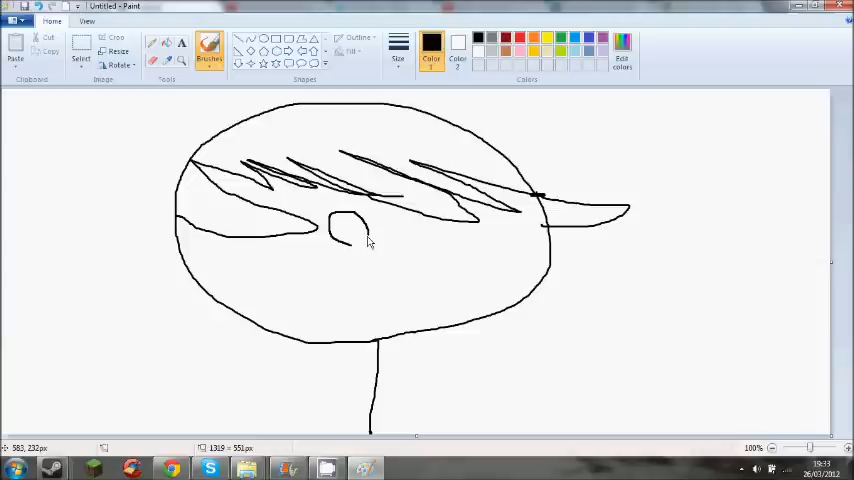 Untitled - Paint
Home
View
Paste
Cut
Copy
Clipboard
Select
Crop
Resize
Rotate
Image
A
Tools
Brushes
Shapes
Outline
Fill
Size
Color 1
Color 2
Edit colors
Colors
583, 232px
1319 × 551px
100%
19:33
26/03/2012